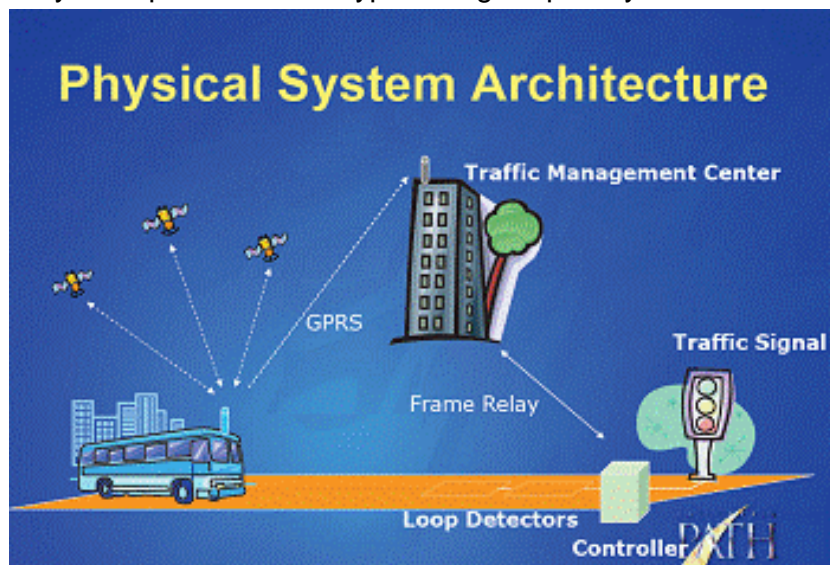 Physical System Architecture
Traffic Management Center
GPRS
Traffic Signal
Frame Relay
Loop Detectors
Controller
PATH